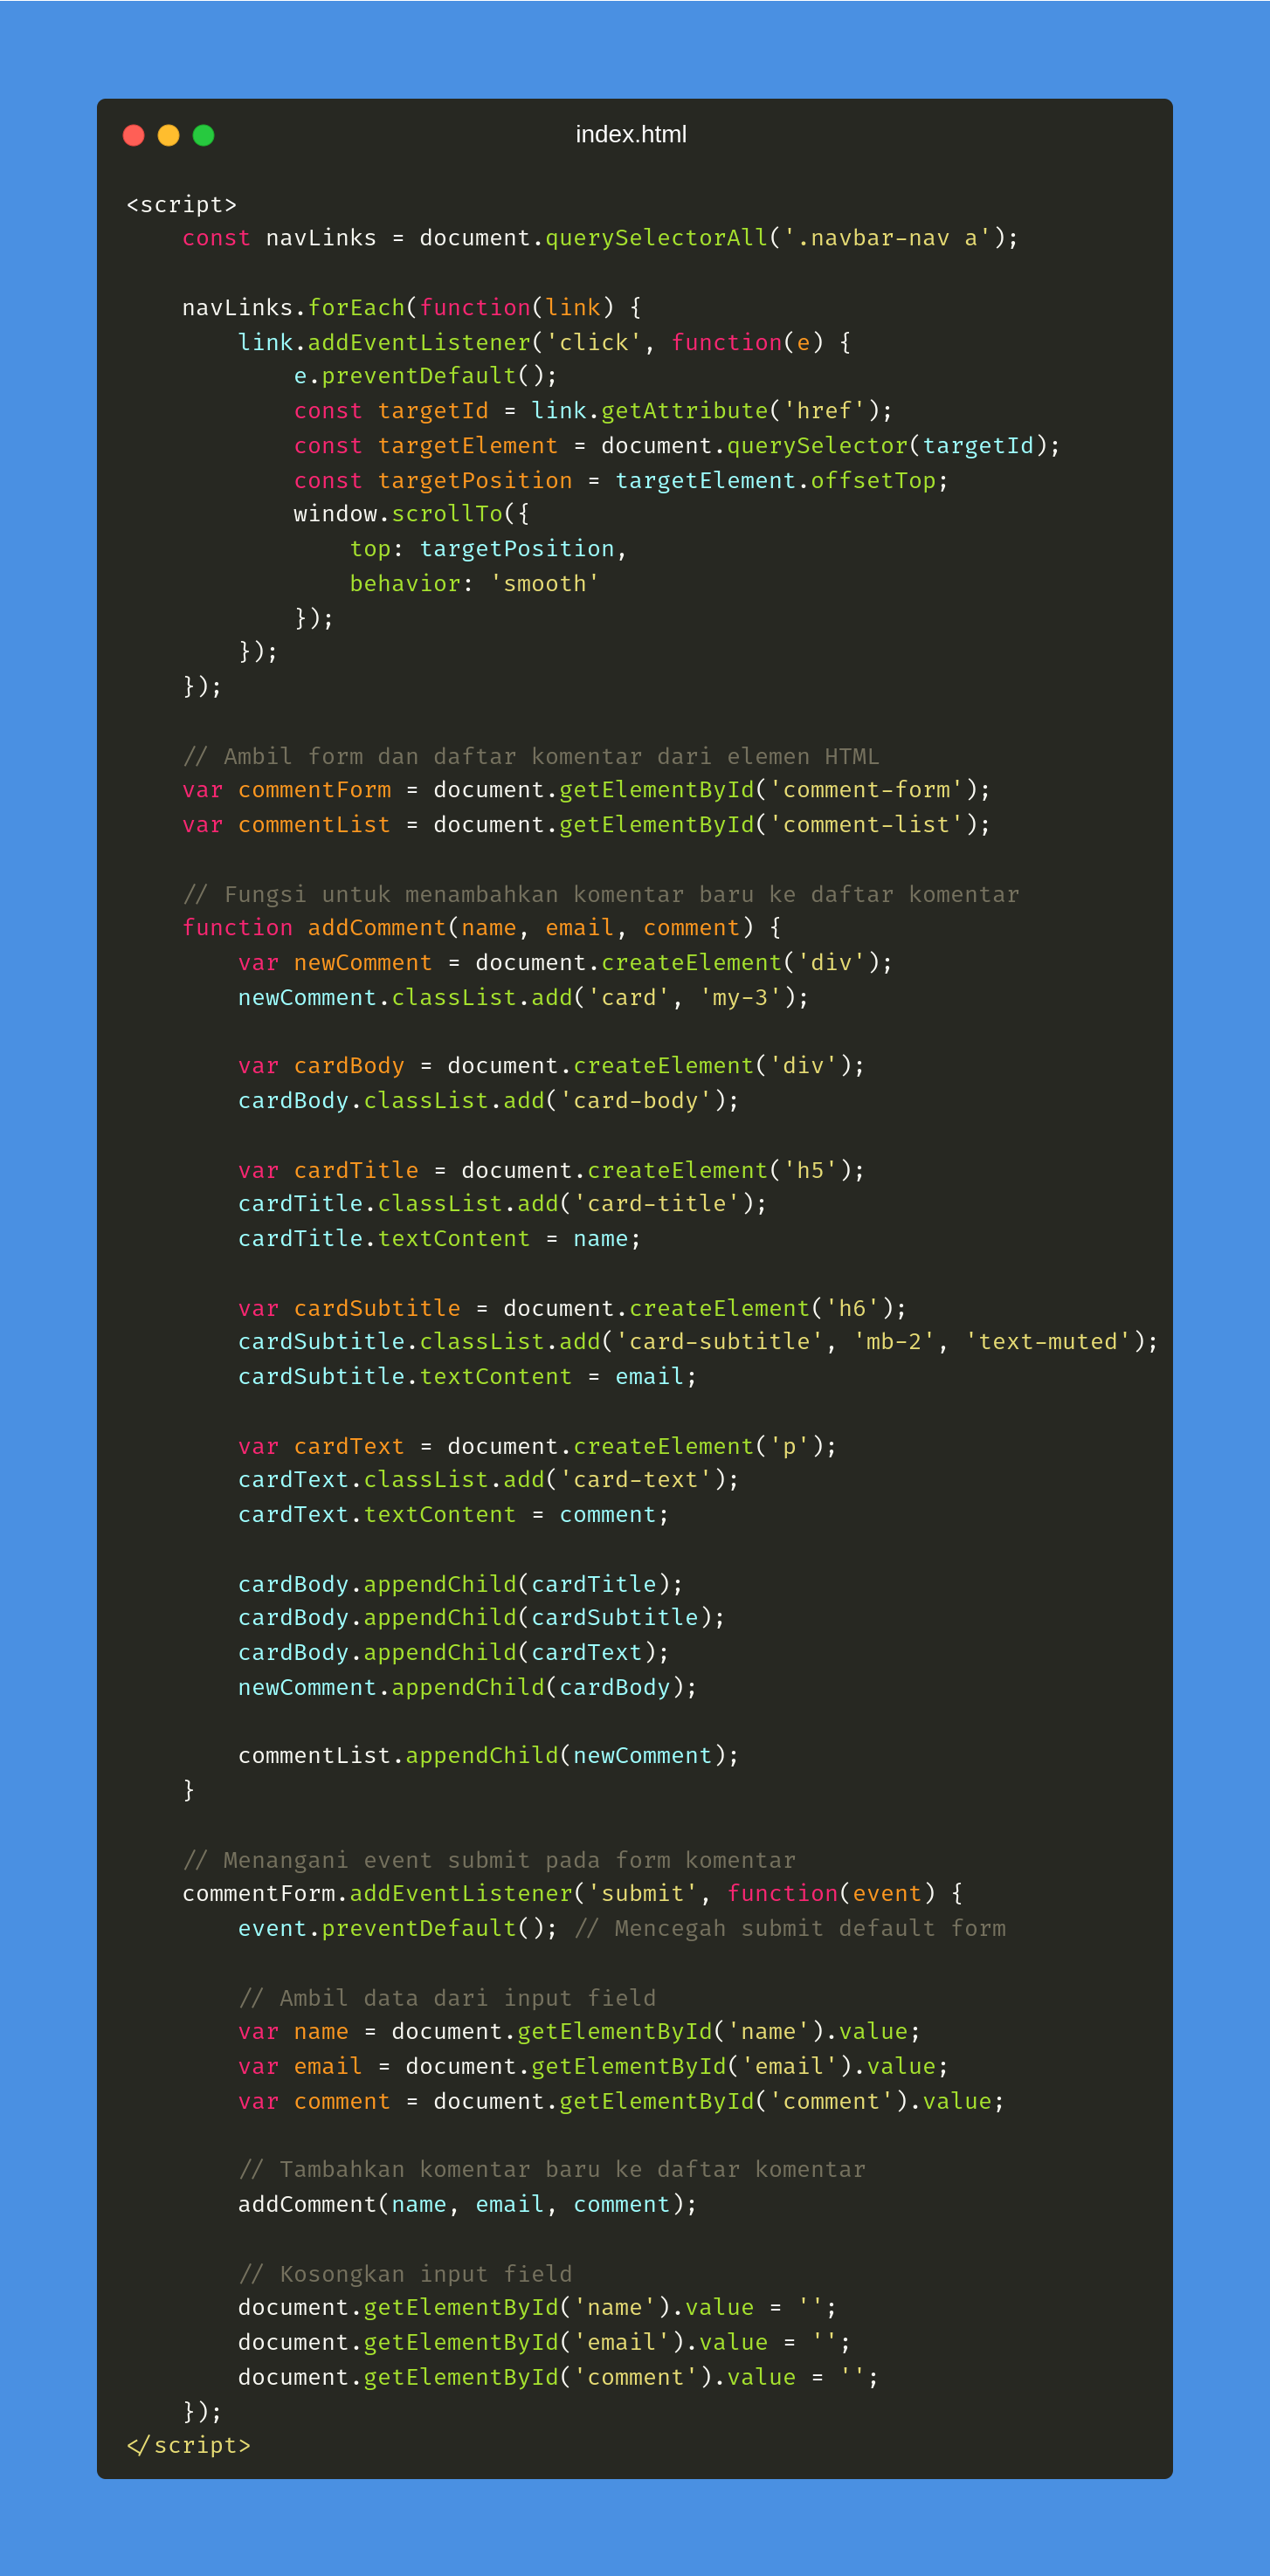 index.html
<script>
    const navLinks = document.querySelectorAll('.navbar-nav a');

    navLinks.forEach(function(link) {
        link.addEventListener('click', function(e) {
            e.preventDefault();
            const targetId = link.getAttribute('href');
            const targetElement = document.querySelector(targetId);
            const targetPosition = targetElement.offsetTop;
            window.scrollTo({
                top: targetPosition,
                behavior: 'smooth'
            });
        });
    });

    // Ambil form dan daftar komentar dari elemen HTML
    var commentForm = document.getElementById('comment-form');
    var commentList = document.getElementById('comment-list');

    // Fungsi untuk menambahkan komentar baru ke daftar komentar
    function addComment(name, email, comment) {
        var newComment = document.createElement('div');
        newComment.classList.add('card', 'my-3');

        var cardBody = document.createElement('div');
        cardBody.classList.add('card-body');

        var cardTitle = document.createElement('h5');
        cardTitle.classList.add('card-title');
        cardTitle.textContent = name;

        var cardSubtitle = document.createElement('h6');
        cardSubtitle.classList.add('card-subtitle', 'mb-2', 'text-muted');
        cardSubtitle.textContent = email;

        var cardText = document.createElement('p');
        cardText.classList.add('card-text');
        cardText.textContent = comment;

        cardBody.appendChild(cardTitle);
        cardBody.appendChild(cardSubtitle);
        cardBody.appendChild(cardText);
        newComment.appendChild(cardBody);

        commentList.appendChild(newComment);
    }

    // Menangani event submit pada form komentar
    commentForm.addEventListener('submit', function(event) {
        event.preventDefault(); // Mencegah submit default form

        // Ambil data dari input field
        var name = document.getElementById('name').value;
        var email = document.getElementById('email').value;
        var comment = document.getElementById('comment').value;

        // Tambahkan komentar baru ke daftar komentar
        addComment(name, email, comment);

        // Kosongkan input field
        document.getElementById('name').value = '';
        document.getElementById('email').value = '';
        document.getElementById('comment').value = '';
    });
</script>